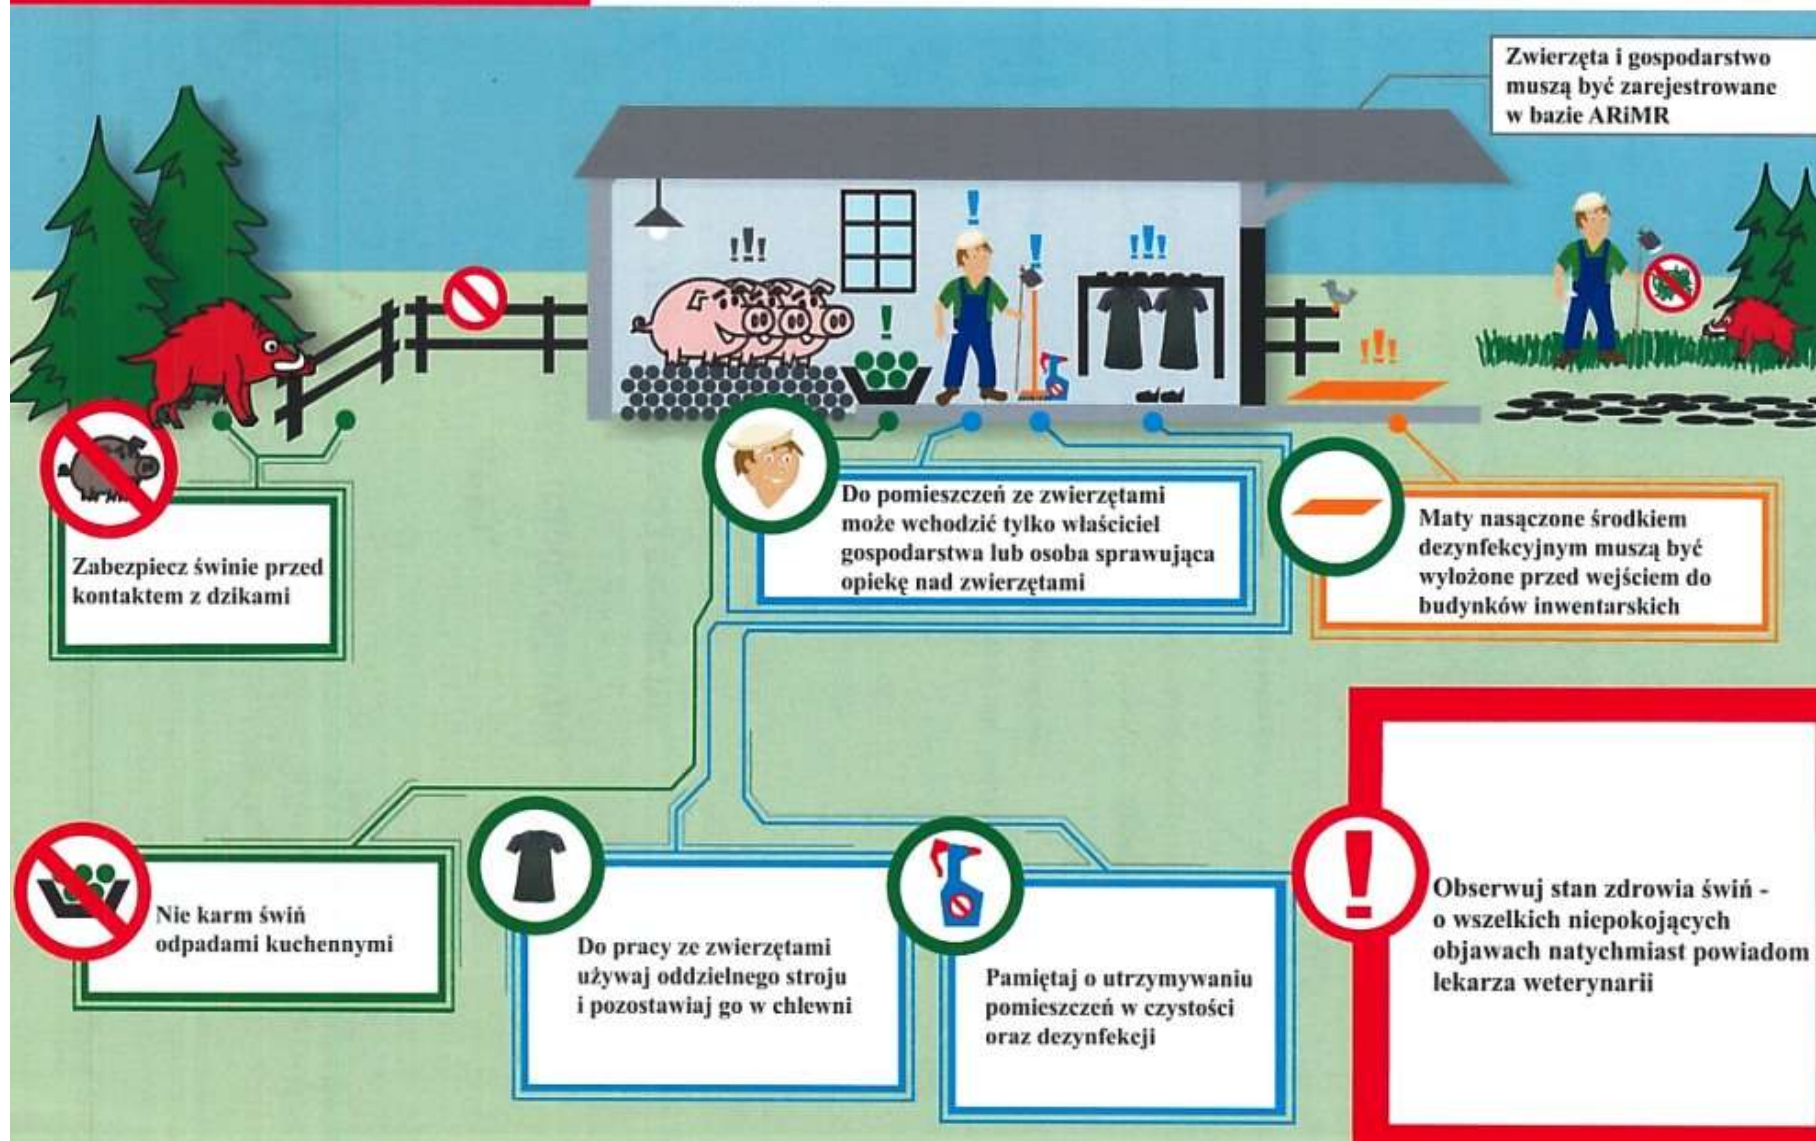 Zwierzęta i gospodarstwo
muszą być zarejestrowane
w bazie ARiMR
Zabezpiecz świnie przed
kontaktem z dzikami
Do pomieszczeń ze zwierzętami
może wchodzić tylko właściciel
gospodarstwa lub osoba sprawująca
opiekę nad zwierzętami
Maty nasączone środkiem
dezynfekcyjnym muszą być
wyłożone przed wejściem do
budynków inwentarskich
Nie karm świń
odpadami kuchennymi
Do pracy ze zwierzętami
używaj oddzielnego stroju
i pozostawiaj go w chlewni
Pamiętaj o utrzymywaniu
pomieszczeń w czystości
oraz dezynfekcji
Obserwuj stan zdrowia świń -
o wszelkich niepokojących
objawach natychmiast powiadom
lekarza weterynarii